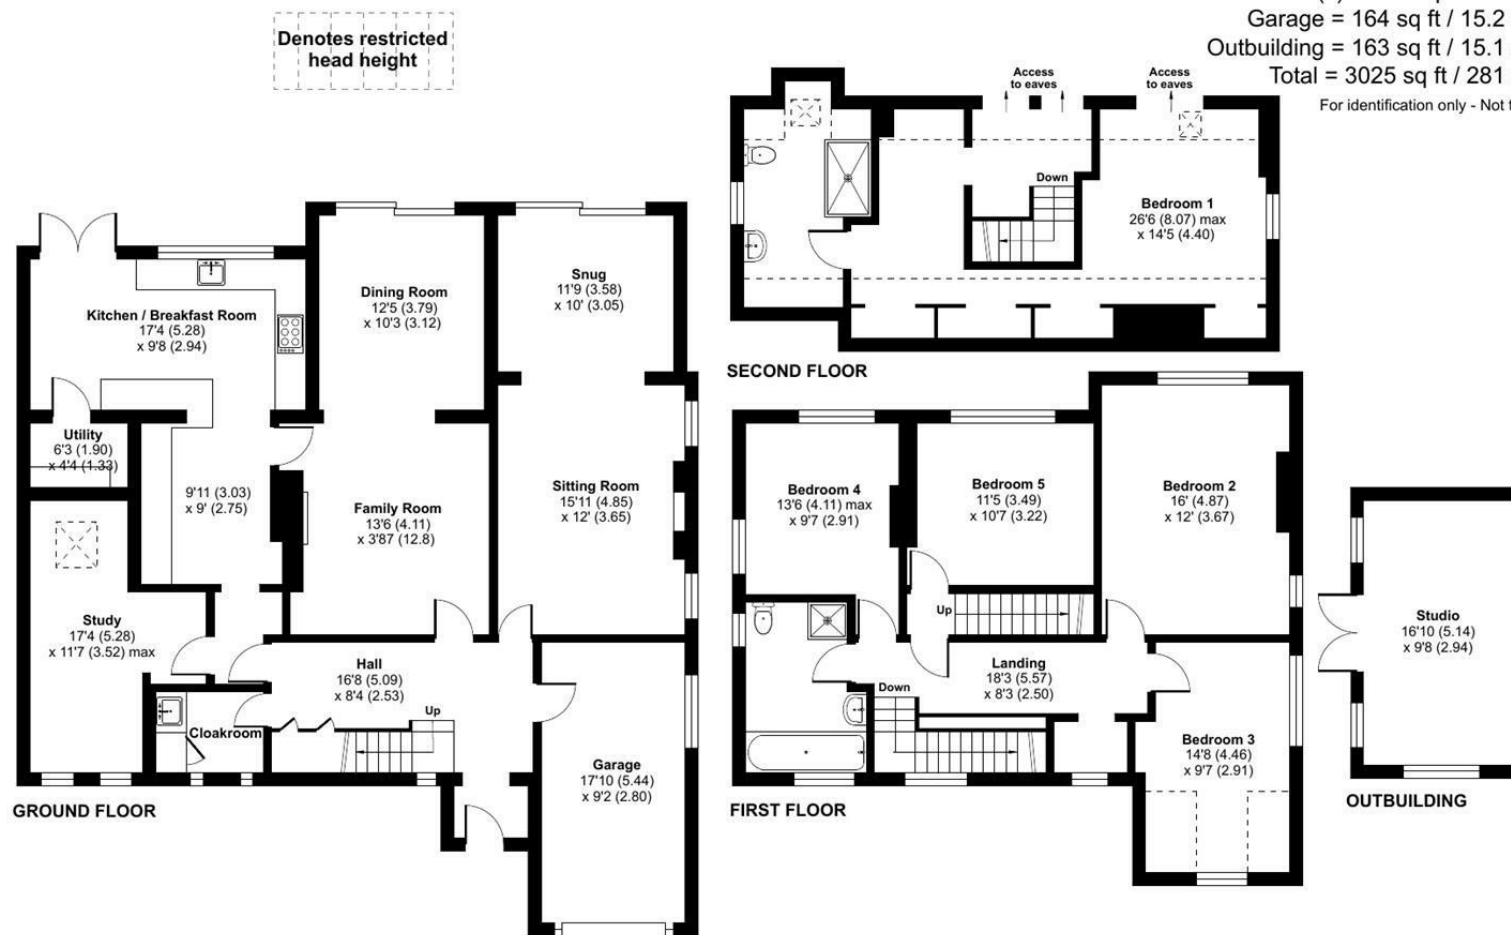 Denotes restricted
head height
Garage = 164 sq ft / 15.2
Outbuilding = 163 sq ft / 15.1
Total = 3025 sq ft / 281
For identification only - Not
Access
to eaves
Access
to eaves
Down
Bedroom 1
26'6 (8.07) max
x 14'5 (4.40)
SECOND FLOOR
Kitchen / Breakfast Room
17'4 (5.28)
x 9'8 (2.94)
Dining Room
12'5 (3.79)
x 10'3 (3.12)
Snug
11'9 (3.58)
x 10' (3.05)
Utility
6'3 (1.90)
x 4'4 (1.33)
9'11 (3.03)
x 9' (2.75)
Family Room
13'6 (4.11)
x 3'87 (12.8)
Sitting Room
15'11 (4.85)
x 12' (3.65)
Study
17'4 (5.28)
x 11'7 (3.52) max
Hall
16'8 (5.09)
x 8'4 (2.53)
Up
Cloakroom
Garage
17'10 (5.44)
x 9'2 (2.80)
GROUND FLOOR
Bedroom 4
13'6 (4.11) max
x 9'7 (2.91)
Bedroom 5
11'5 (3.49)
x 10'7 (3.22)
Bedroom 2
16' (4.87)
x 12' (3.67)
Up
Landing
18'3 (5.57)
x 8'3 (2.50)
Down
Bedroom 3
14'8 (4.46)
x 9'7 (2.91)
FIRST FLOOR
Studio
16'10 (5.14)
x 9'8 (2.94)
OUTBUILDING